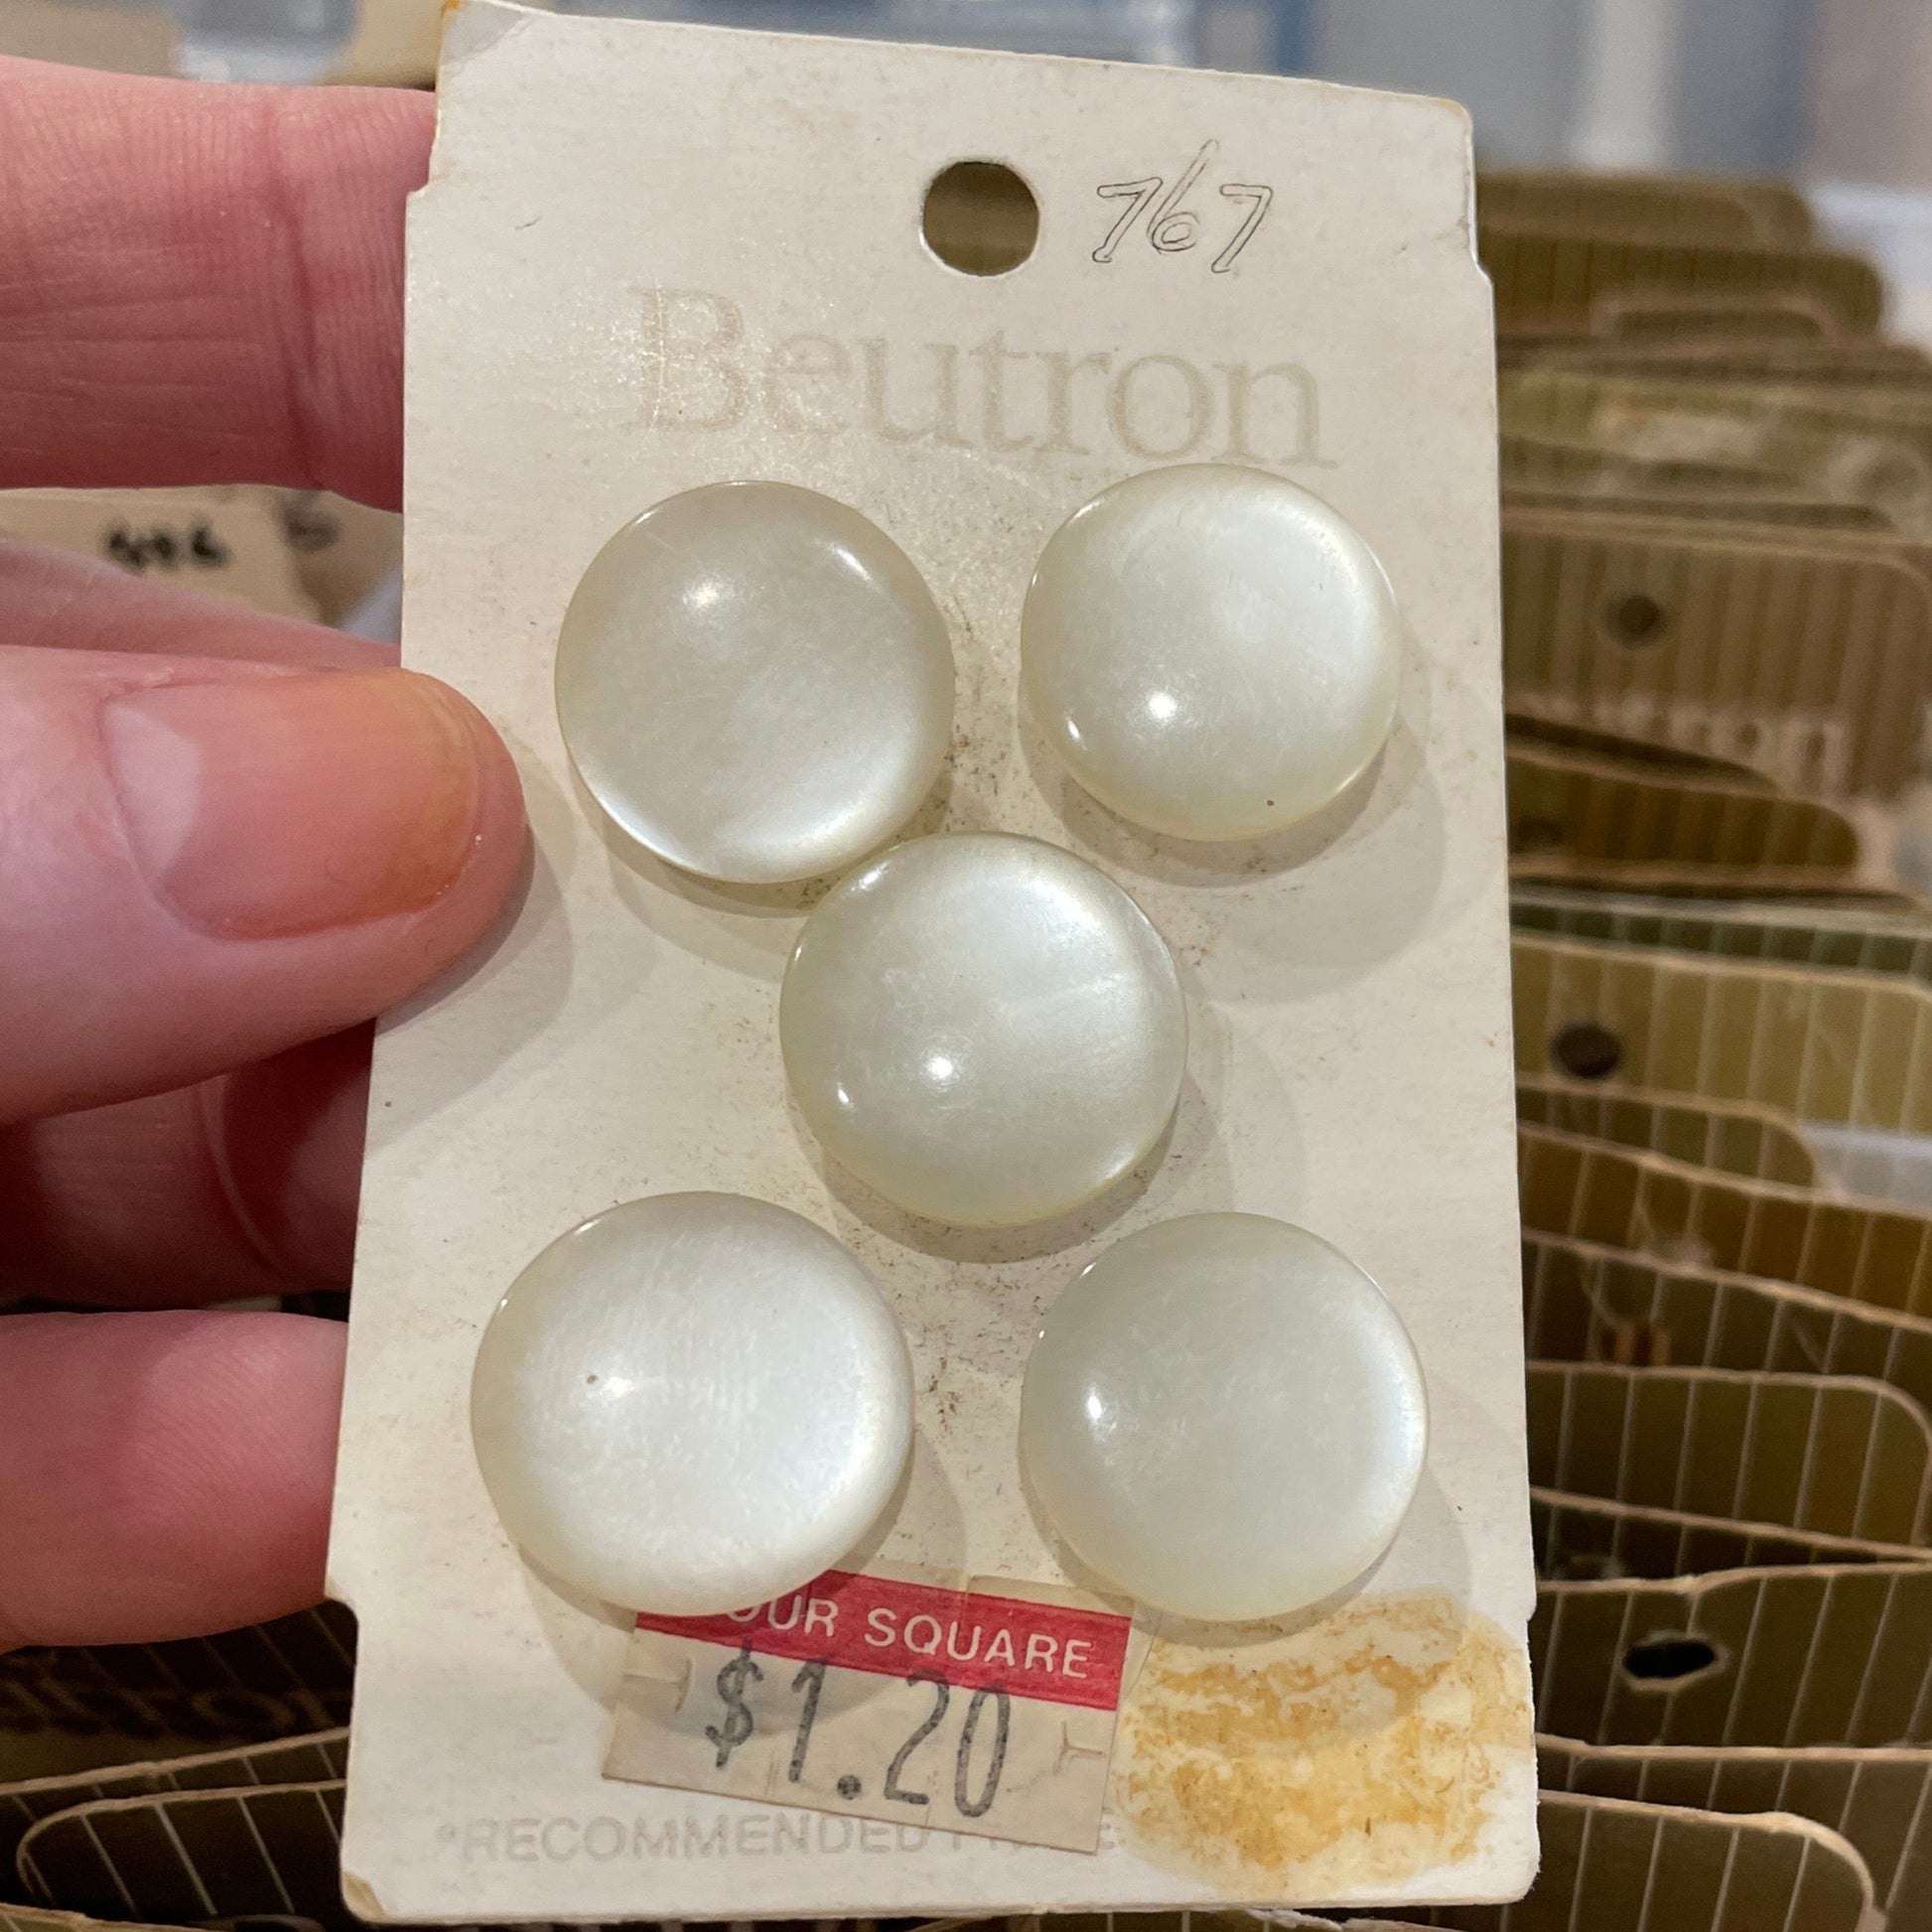 767
Beutron
OUR SQUARE
$1.20
*RECOMMENDED